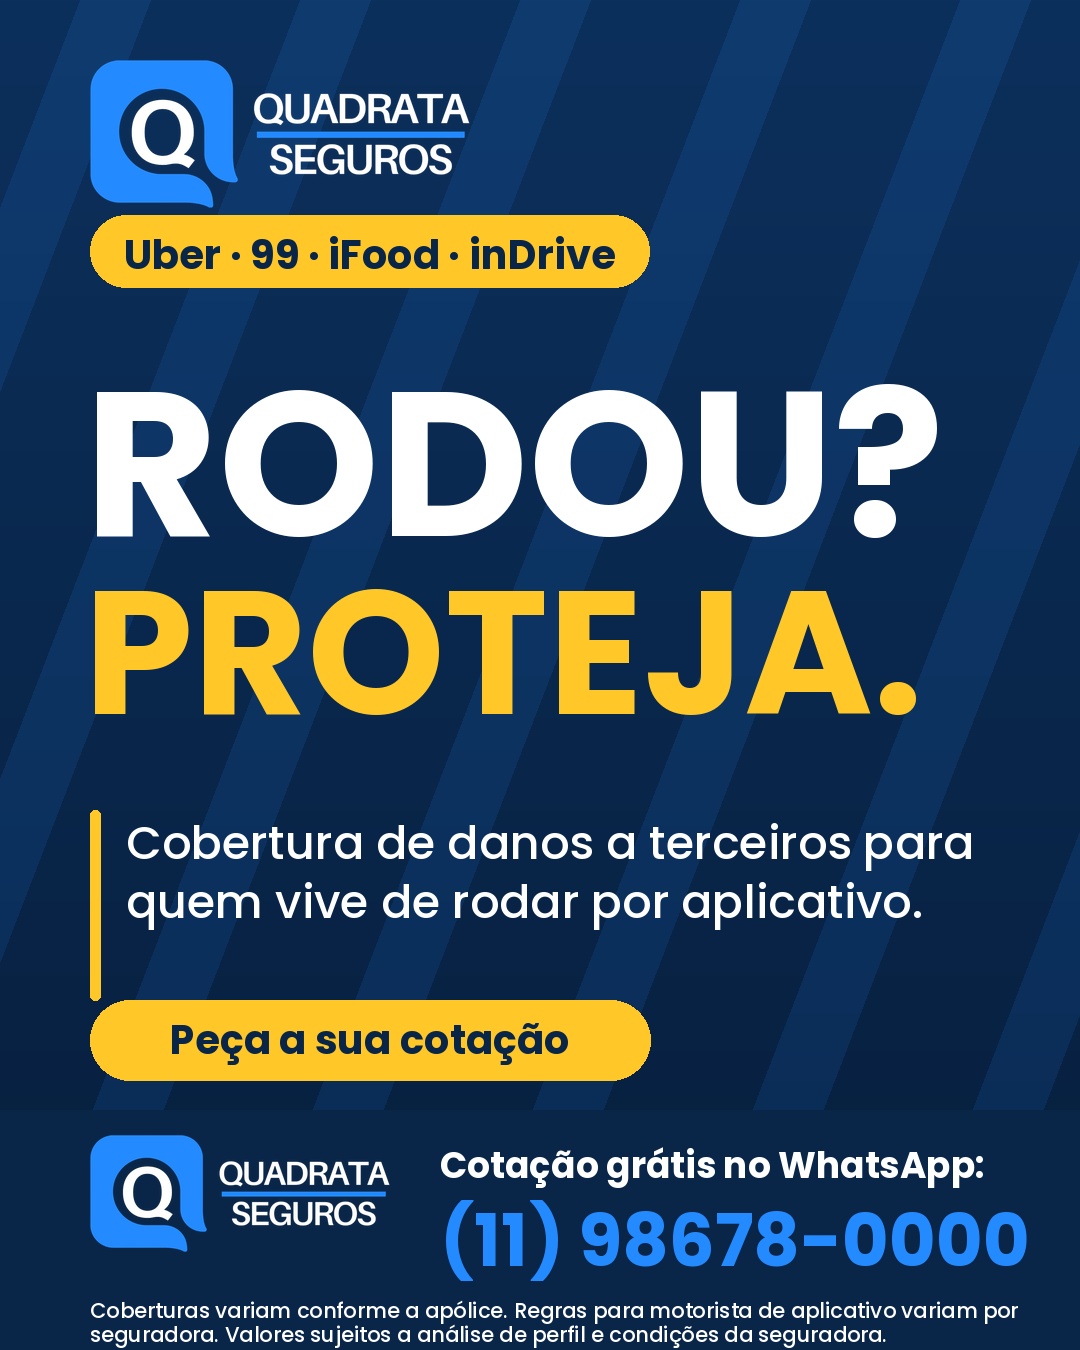 Q
QUADRATA
SEGUROS
Uber · 99 · iFood · inDrive
RODOU?
PROTEJA.
Cobertura de danos a terceiros para
quem vive de rodar por aplicativo.
Peça a sua cotação
Q
QUADRATA
SEGUROS
Cotação grátis no WhatsApp:
(11) 98678-0000
Coberturas variam conforme a apólice. Regras para motorista de aplicativo variam por
seguradora. Valores sujeitos a análise de perfil e condições da seguradora.